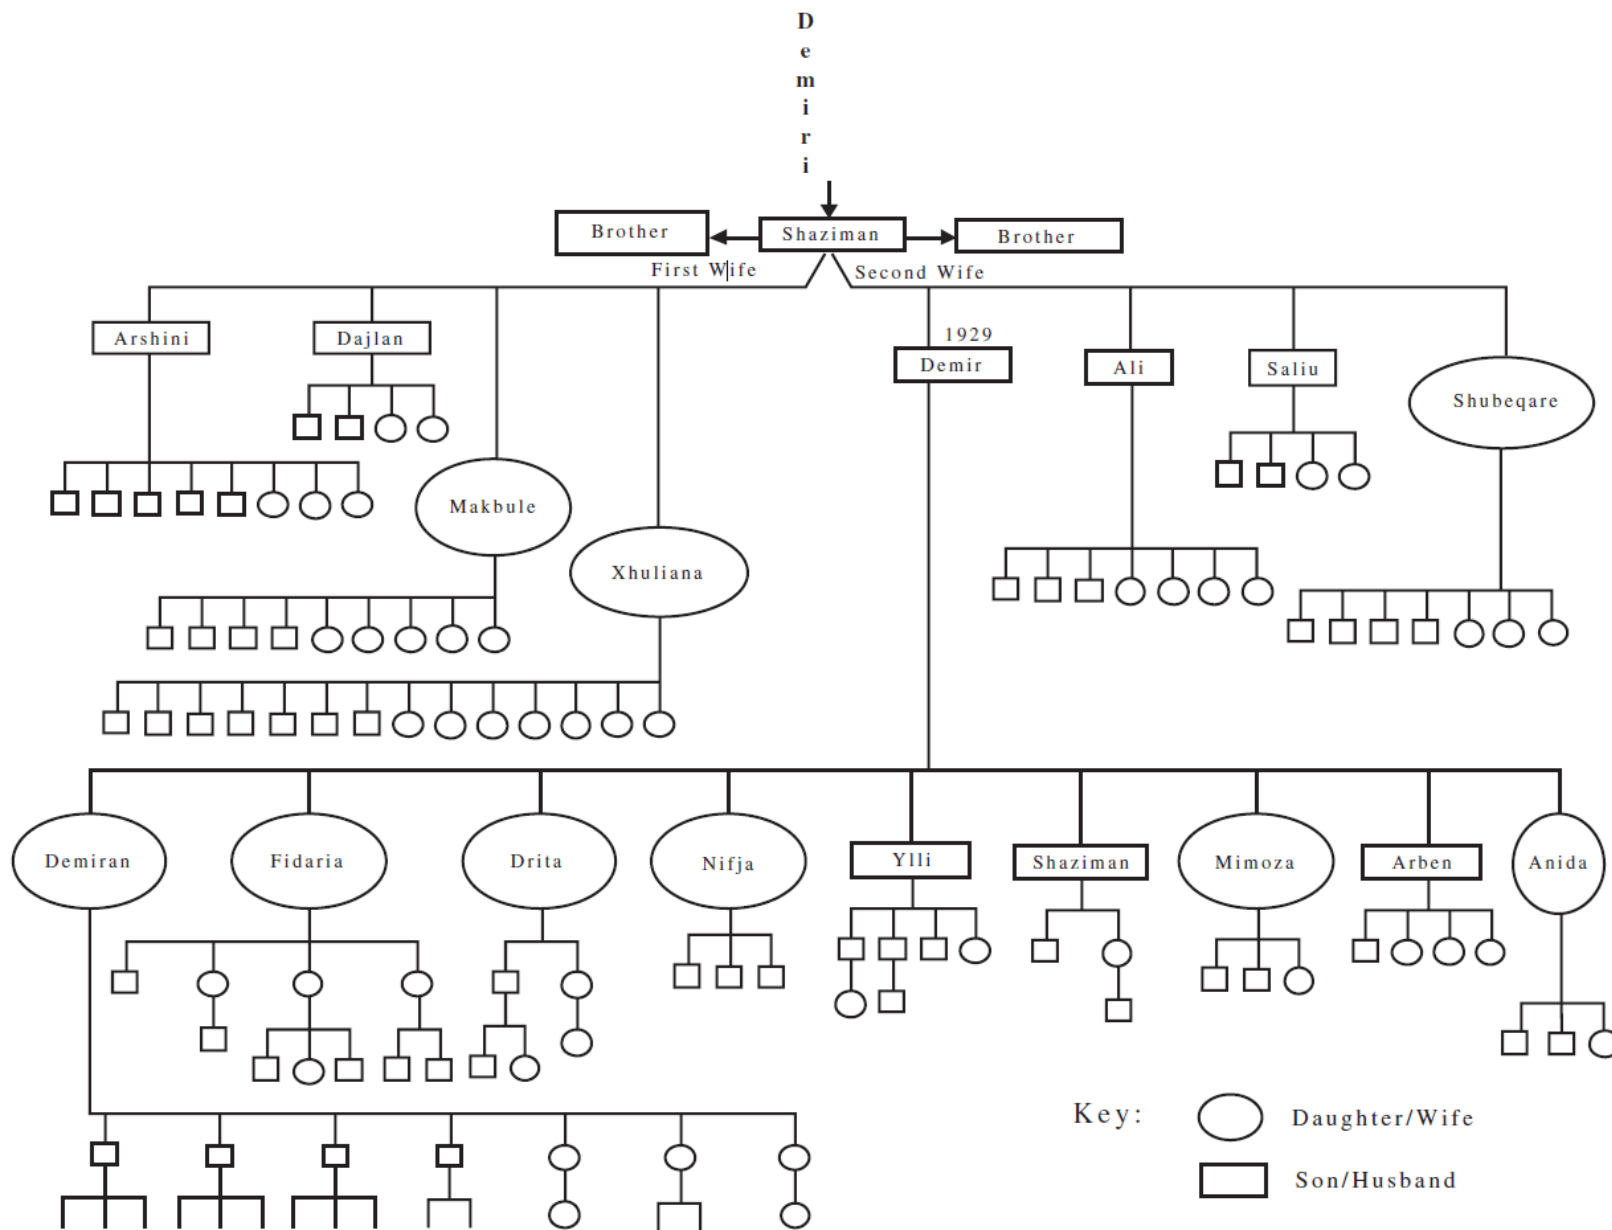 Demiri
Brother
Shaziman
Brother
First Wife
Second Wife
Arshini
Dajlan
1929
Demir
Ali
Saliu
Shubeqare
Makbule
Xhuliana
Demiran
Fidaria
Drita
Nifja
Ylli
Shaziman
Mimoza
Arben
Anida
Key:
Daughter/Wife
Son/Husband